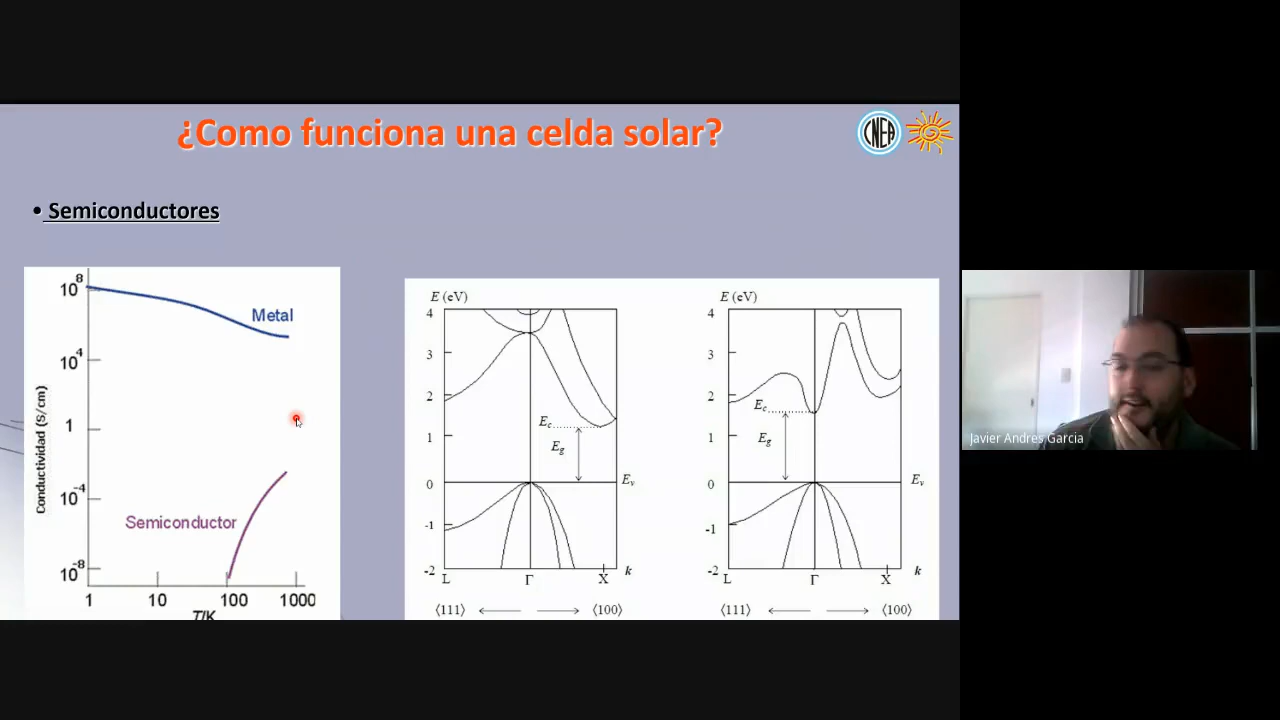 ¿Como funciona una celda solar?
CNEA
• Semiconductores
10^8
10^4
1
10^-4
10^-8
Conductividad (S/cm)
Metal
Semiconductor
1 10 100 1000
T/K
E (eV)
4
3
2
1
0
-1
-2
E_c
E_g
E_v
L Γ X k
⟨111⟩ ⟨100⟩
E (eV)
4
3
2
1
0
-1
-2
E_c
E_g
E_v
L Γ X k
⟨111⟩ ⟨100⟩
Javier Andres Garcia